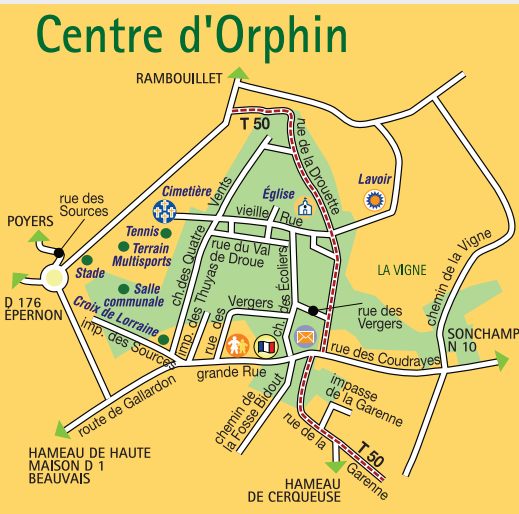 Centre d'Orphin
RAMBOUILLET
T 50
rue de la Drouette
Cimetière
Vents
Église
Lavoir
rue des
Sources
vieille Rue
POYERS
Tennis
Terrain
Multisports
rue du Val
de Droue
ch. des Quatre
ch. des Écoliers
Stade
LA VIGNE
chemin de la Vigne
D 176
ÉPERNON
Salle
communale
Croix de Lorraine
imp. des Thuyas
rue des
Vergers
rue des
Vergers
imp. des Sources
SONCHAMP
N 10
grande Rue
rue des Coudrayes
route de Gallardon
chemin de
la Fosse Bidout
impasse
de la Garenne
rue de la
Garenne
T 50
HAMEAU DE HAUTE
MAISON D 1
BEAUVAIS
HAMEAU
DE CERQUEUSE